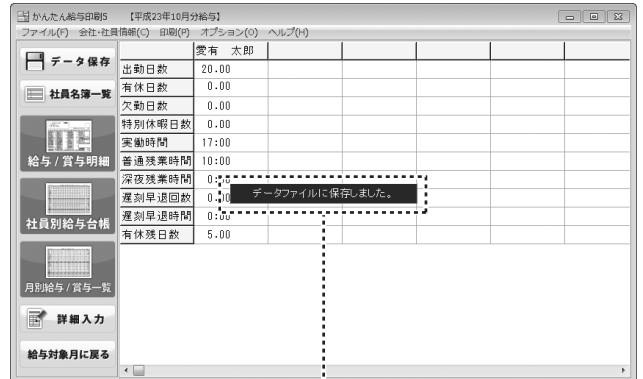 かんたん給与印刷5 【平成23年10月分給与】
ファイル(F) 会社・社員情報(C) 印刷(P) オプション(O) ヘルプ(H)
データ保存
社員名簿一覧
給与/賞与明細
社員別給与台帳
月別給与/賞与一覧
詳細入力
給与対象月に戻る
愛有 太郎
出勤日数 20.00
有休日数 0.00
欠勤日数 0.00
特別休暇日数 0.00
実働時間 17:00
普通残業時間 10:00
深夜残業時間 0:00
遅刻早退回数 0.00
遅刻早退時間 0:00
有休残日数 5.00
データファイルに保存しました。